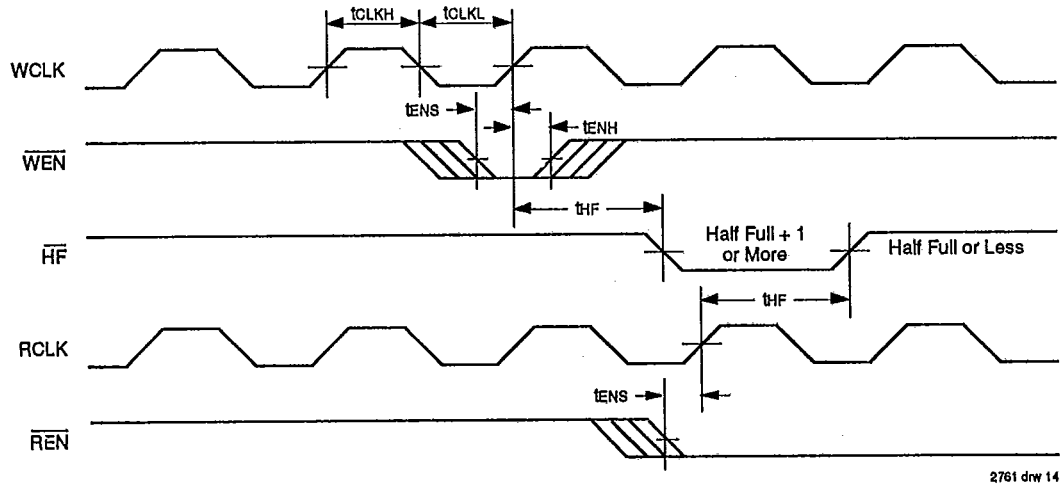 tCLKH
tCLKL
WCLK
tENS
tENH
WEN
tHF
HF
Half Full + 1
or More
Half Full or Less
tHF
RCLK
tENS
REN
2761 drw 14